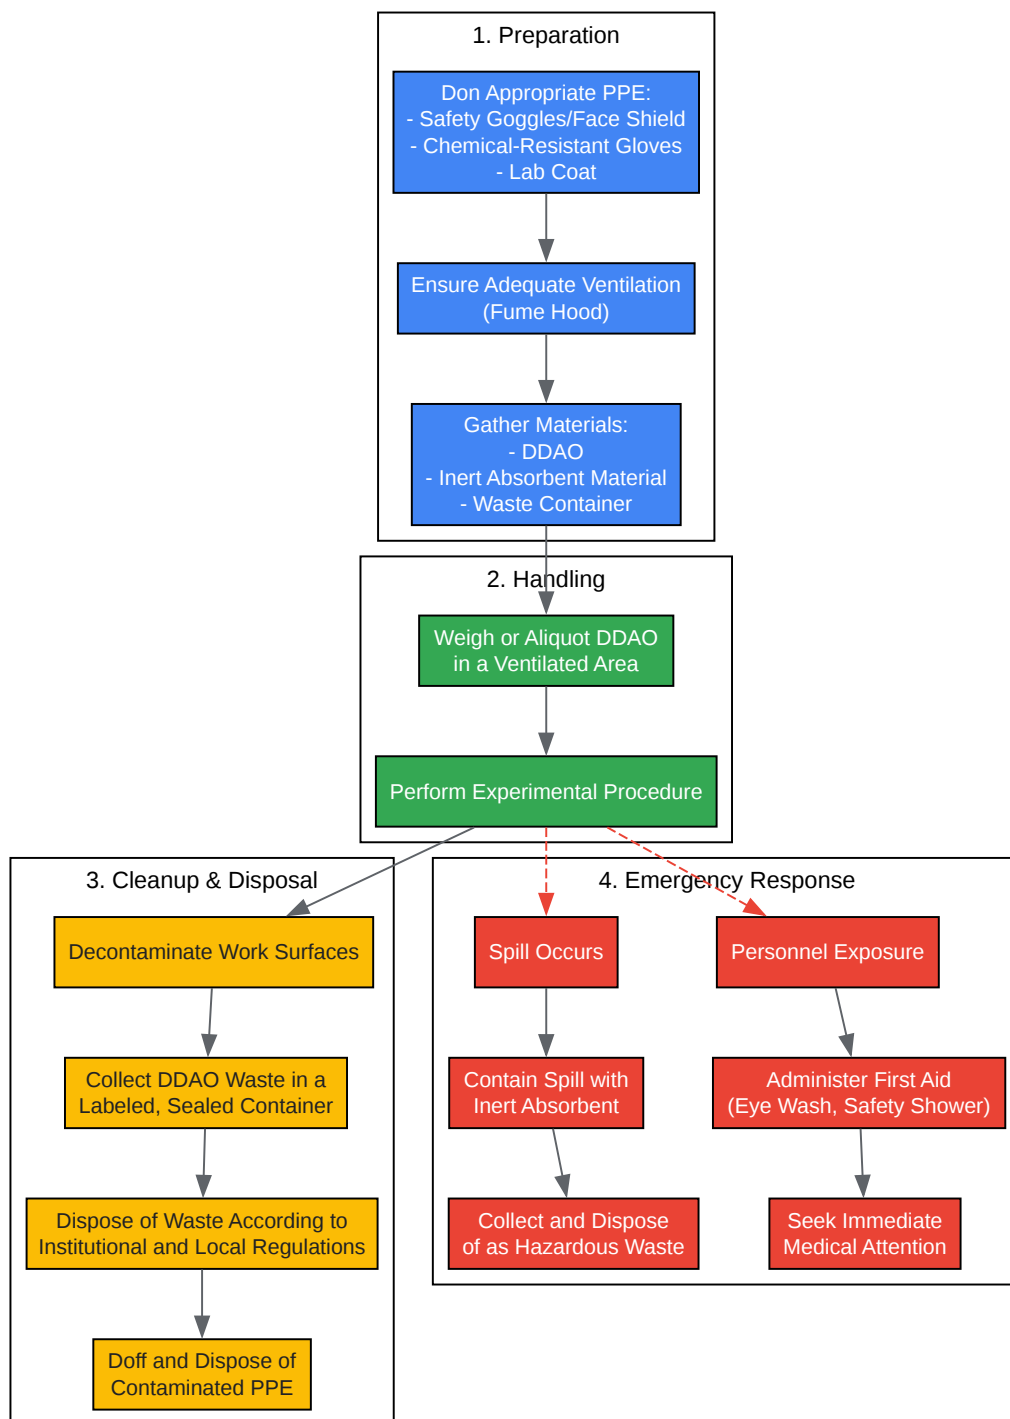 1. Preparation
Don Appropriate PPE:
- Safety Goggles/Face Shield
- Chemical-Resistant Gloves
- Lab Coat
Ensure Adequate Ventilation
(Fume Hood)
Gather Materials:
- DDAO
- Inert Absorbent Material
- Waste Container
2. Handling
Weigh or Aliquot DDAO
in a Ventilated Area
Perform Experimental Procedure
3. Cleanup & Disposal
Decontaminate Work Surfaces
Collect DDAO Waste in a
Labeled, Sealed Container
Dispose of Waste According to
Institutional and Local Regulations
Doff and Dispose of
Contaminated PPE
4. Emergency Response
Spill Occurs
Contain Spill with
Inert Absorbent
Collect and Dispose
of as Hazardous Waste
Personnel Exposure
Administer First Aid
(Eye Wash, Safety Shower)
Seek Immediate
Medical Attention